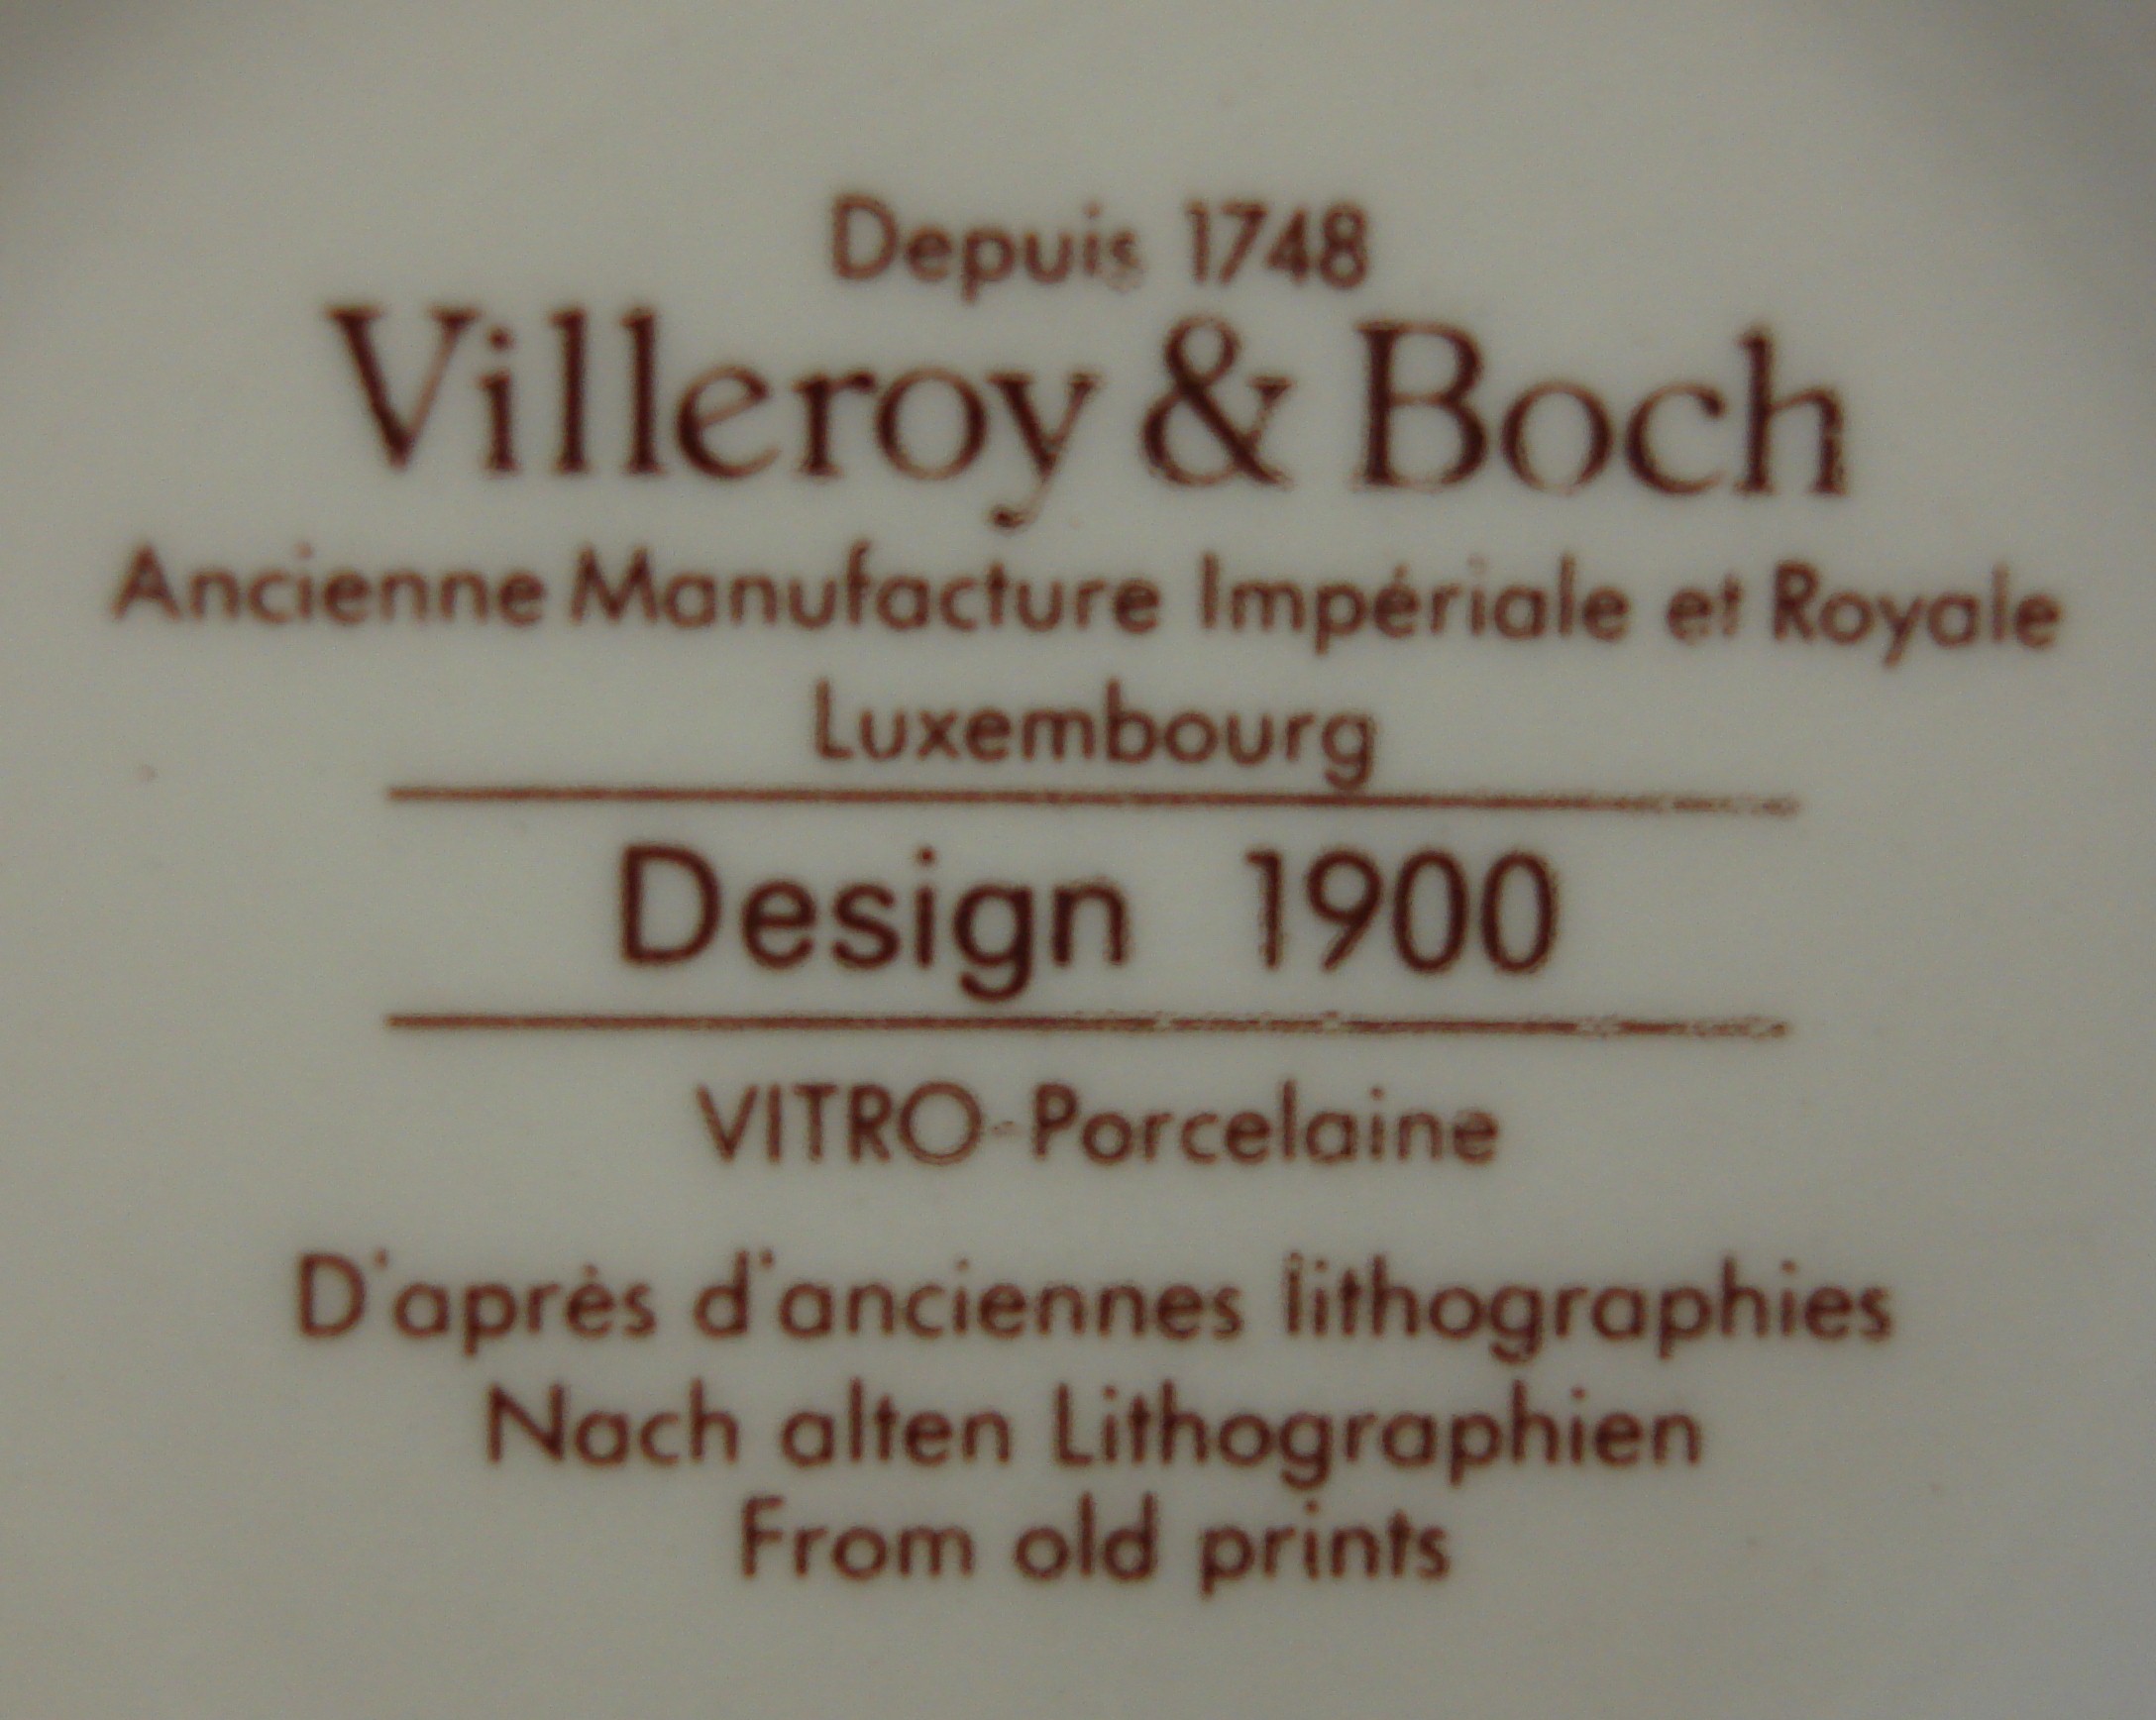 Depuis 1748
Villeroy & Boch
Ancienne Manufacture Impériale et Royale
Luxembourg
Design 1900
VITRO-Porcelaine
D'après d'anciennes lithographies
Nach alten Lithographien
From old prints